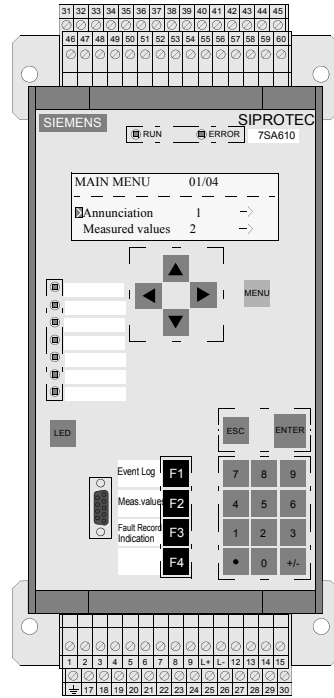 31 32 33 34 35 36 37 38 39 40 41 42 43 44 45
46 47 48 49 50 51 52 53 54 55 56 57 58 59 60
SIEMENS
SIPROTEC
RUN
ERROR
7SA610
MAIN MENU 01/04
Annunciation 1 –>
Measured values 2 –>
MENU
LED
ESC
ENTER
Event Log F1
7 8 9
Meas.values F2
4 5 6
Fault Record
Indication
F3
1 2 3
F4
• 0 +/-
1 2 3 4 5 6 7 8 9 L+ L- 12 13 14 15
17 18 19 20 21 22 23 24 25 26 27 28 29 30